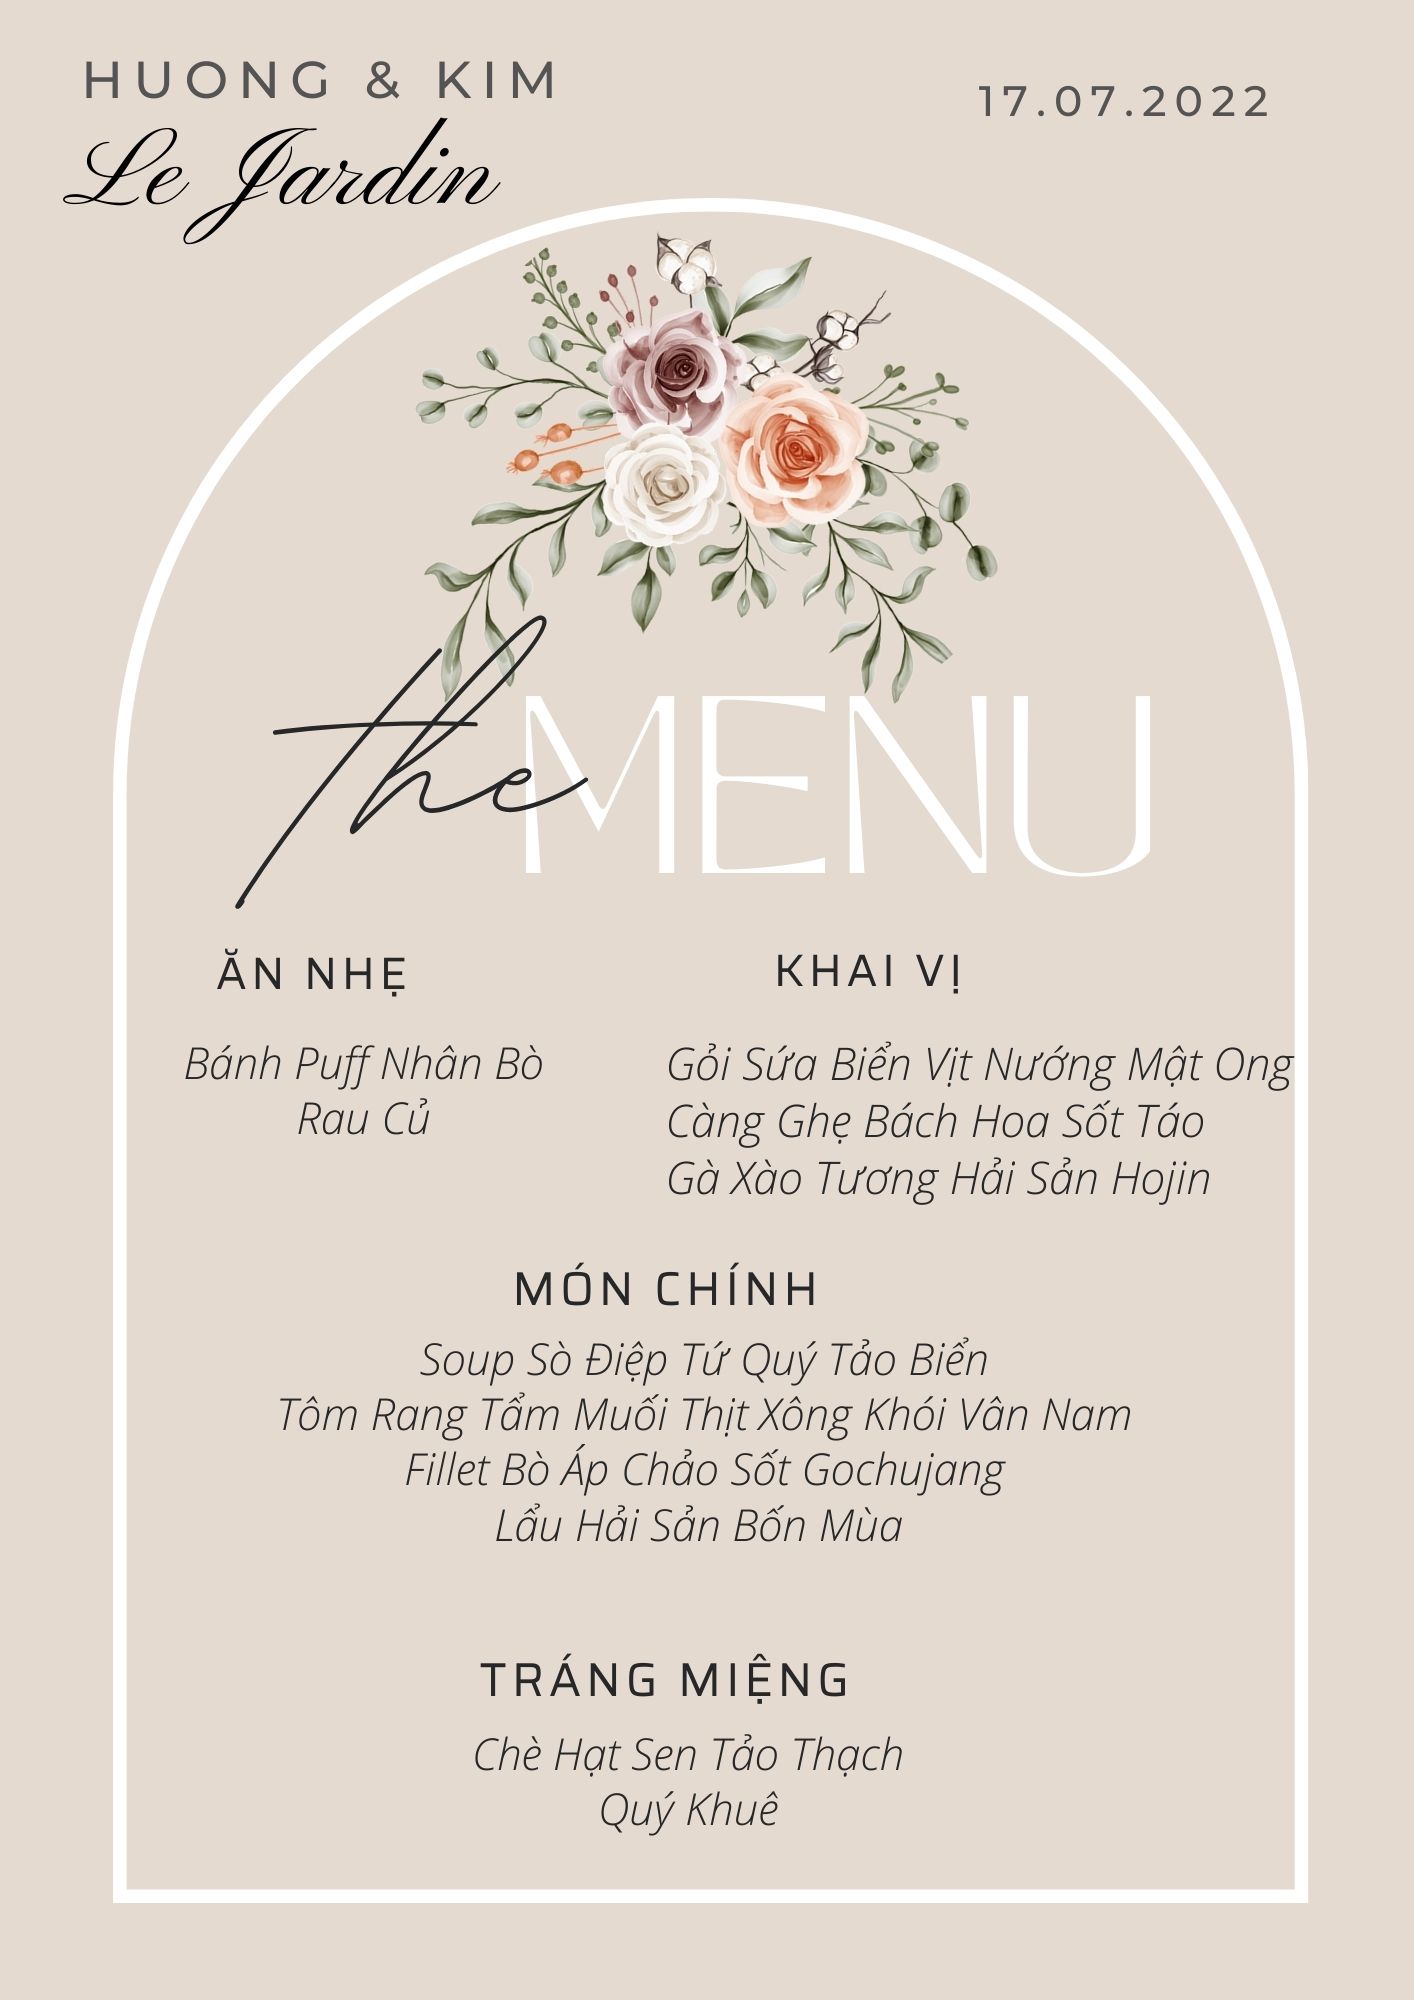 HUONG & KIM
17.07.2022
Le Jardin
the MENU
ĂN NHẸ
Bánh Puff Nhân Bò
Rau Củ
KHAI VỊ
Gỏi Sứa Biển Vịt Nướng Mật Ong
Càng Ghẹ Bách Hoa Sốt Táo
Gà Xào Tương Hải Sản Hojin
MÓN CHÍNH
Soup Sò Điệp Tứ Quý Tảo Biển
Tôm Rang Tẩm Muối Thịt Xông Khói Vân Nam
Fillet Bò Áp Chảo Sốt Gochujang
Lẩu Hải Sản Bốn Mùa
TRÁNG MIỆNG
Chè Hạt Sen Tảo Thạch
Quý Khuê